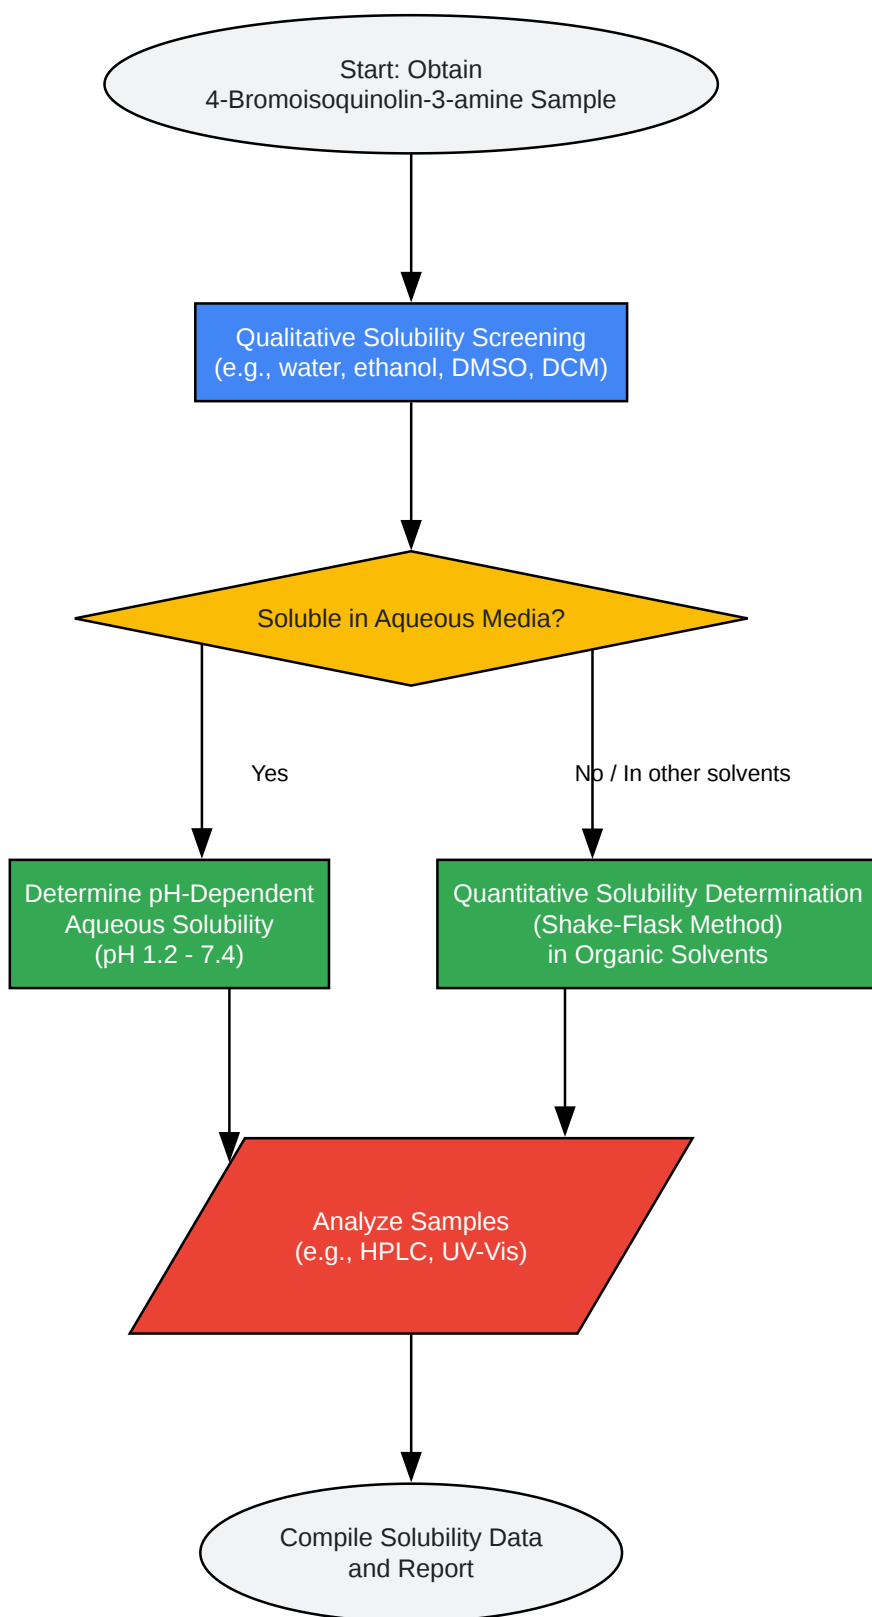 Start: Obtain
4-Bromoisoquinolin-3-amine Sample
Qualitative Solubility Screening
(e.g., water, ethanol, DMSO, DCM)
Soluble in Aqueous Media?
Yes
No / In other solvents
Determine pH-Dependent
Aqueous Solubility
(pH 1.2 - 7.4)
Quantitative Solubility Determination
(Shake-Flask Method)
in Organic Solvents
Analyze Samples
(e.g., HPLC, UV-Vis)
Compile Solubility Data
and Report